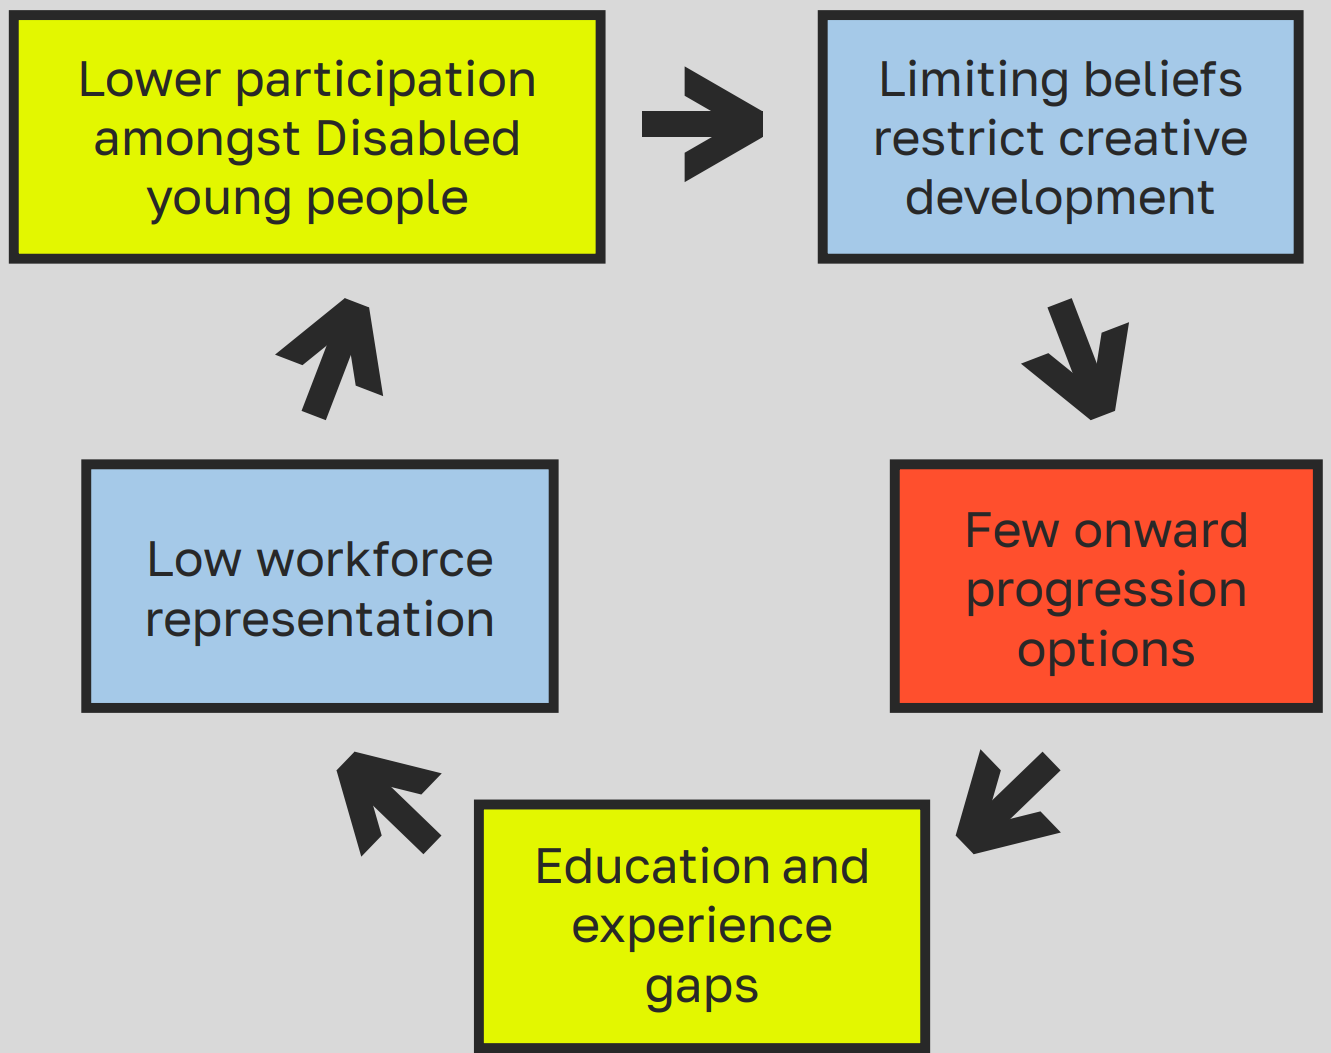 Lower participation
amongst Disabled
young people
Limiting beliefs
restrict creative
development
Few onward
progression
options
Education and
experience
gaps
Low workforce
representation